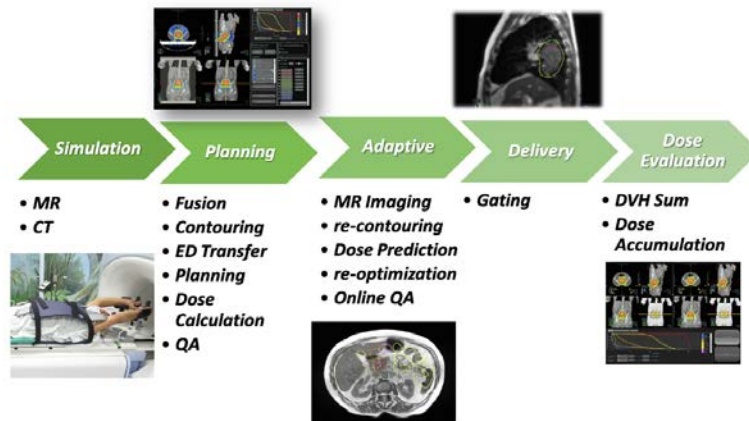 Simulation
Planning
Adaptive
Delivery
Dose
Evaluation
• MR
• CT
• Fusion
• Contouring
• ED Transfer
• Planning
• Dose
Calculation
• QA
• MR Imaging
• re-contouring
• Dose Prediction
• re-optimization
• Online QA
• Gating
• DVH Sum
• Dose
Accumulation